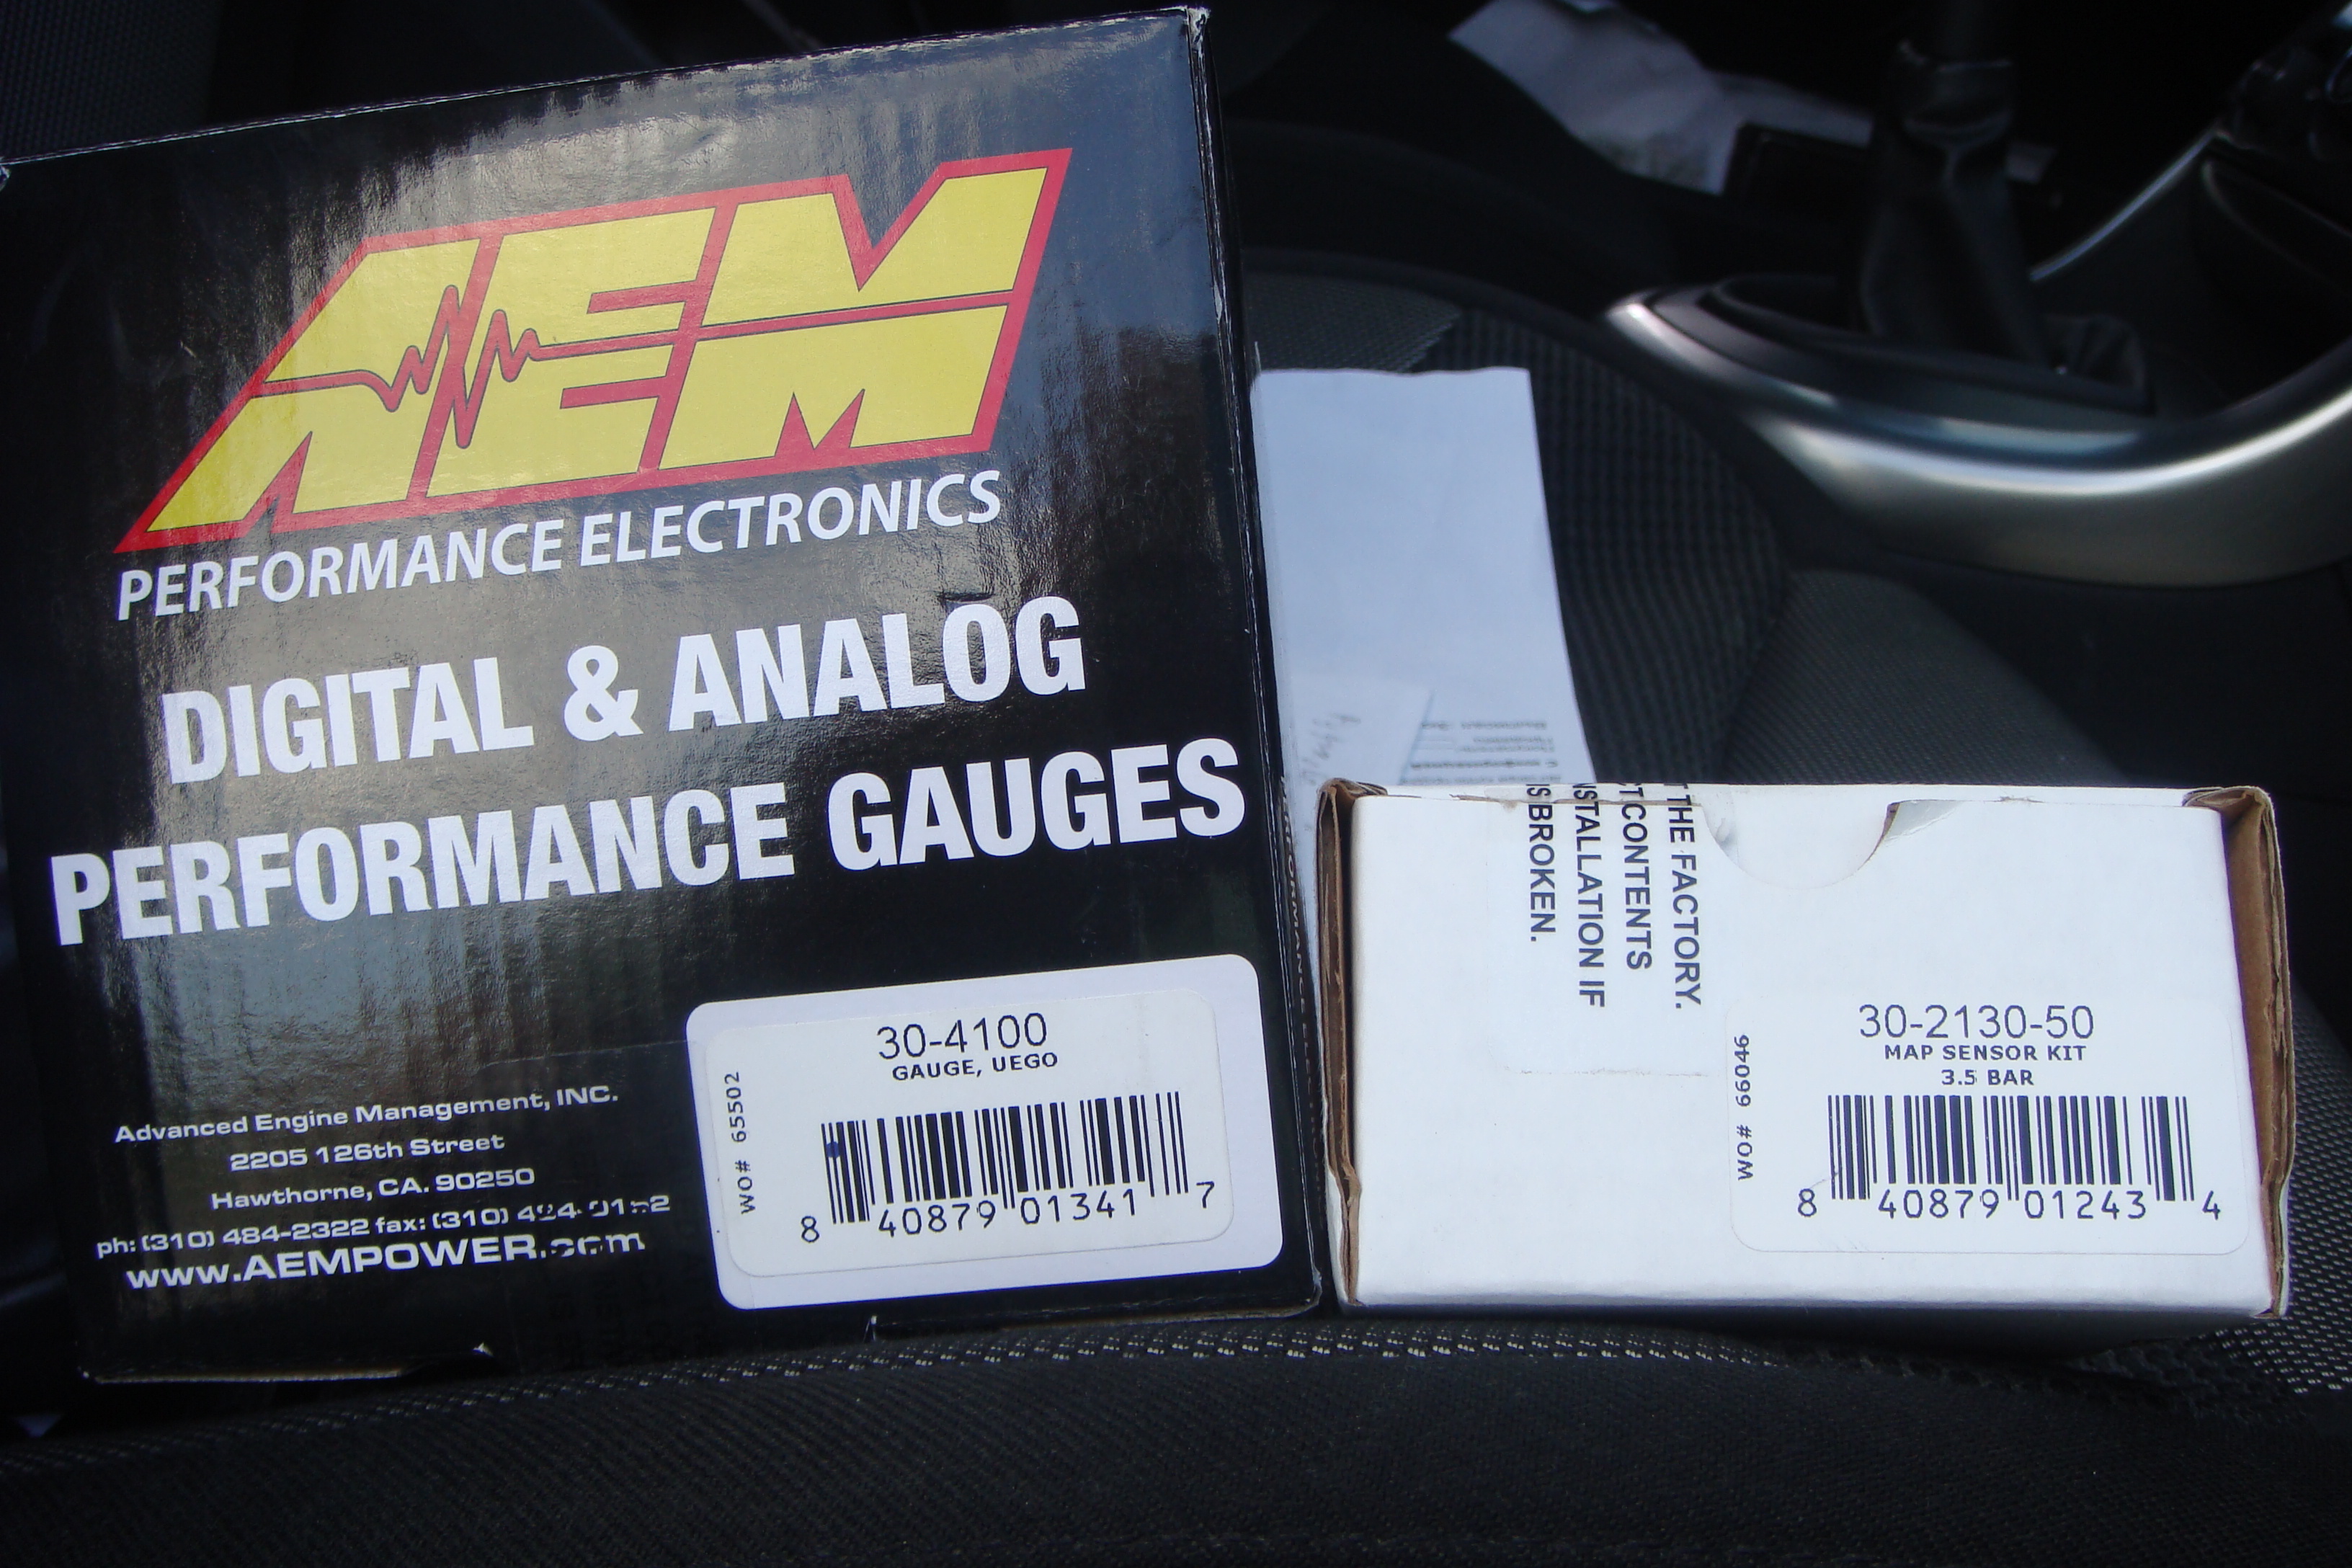 AEM
PERFORMANCE ELECTRONICS
DIGITAL & ANALOG
PERFORMANCE GAUGES
Advanced Engine Management, INC.
2205 126th Street
Hawthorne, CA. 90250
ph: (310) 484-2322 fax: (310)
www.AEMPOWER.com
30-4100
GAUGE, UEGO
WO# 65502
8 40879 01341 7
THE FACTORY.
CONTENTS
IF
BROKEN.
30-2130-50
MAP SENSOR KIT
3.5 BAR
WO# 66046
8 40879 01243 4